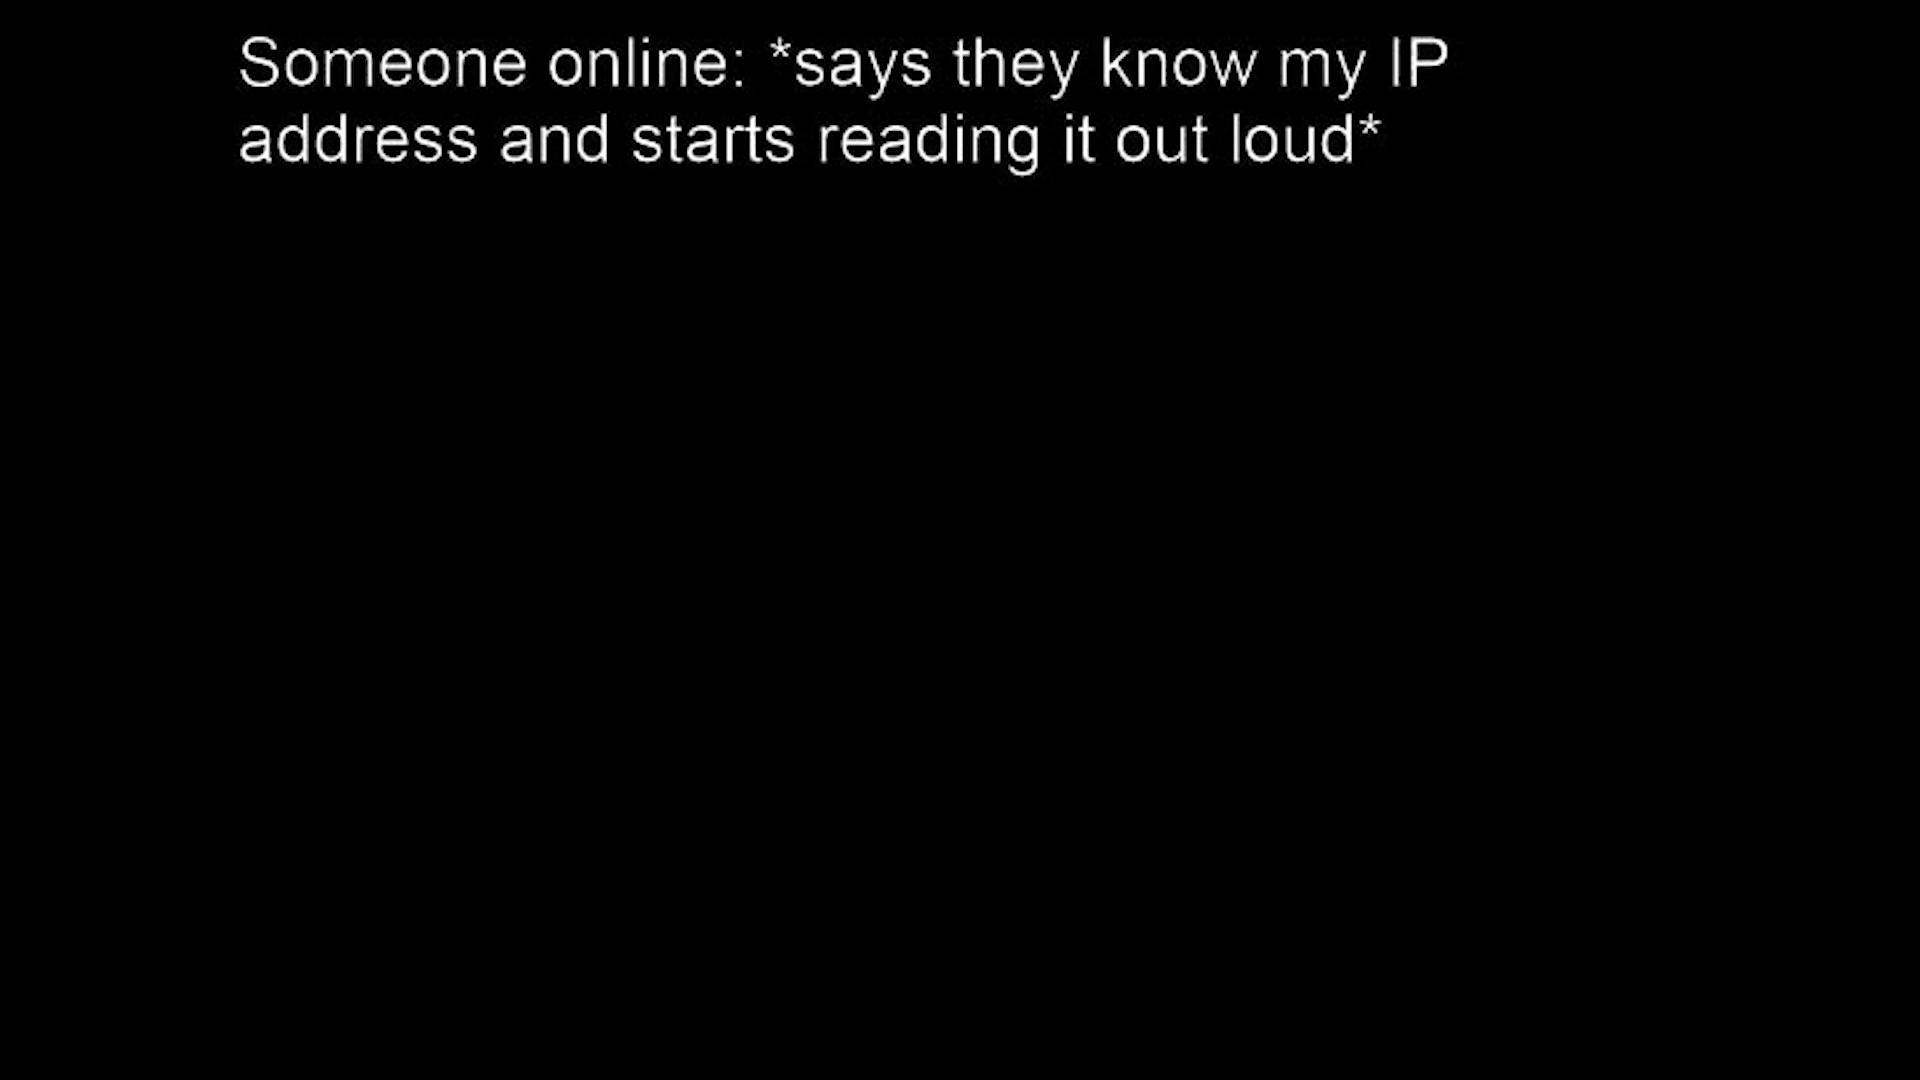 Someone online: *says they know my IP
address and starts reading it out loud*